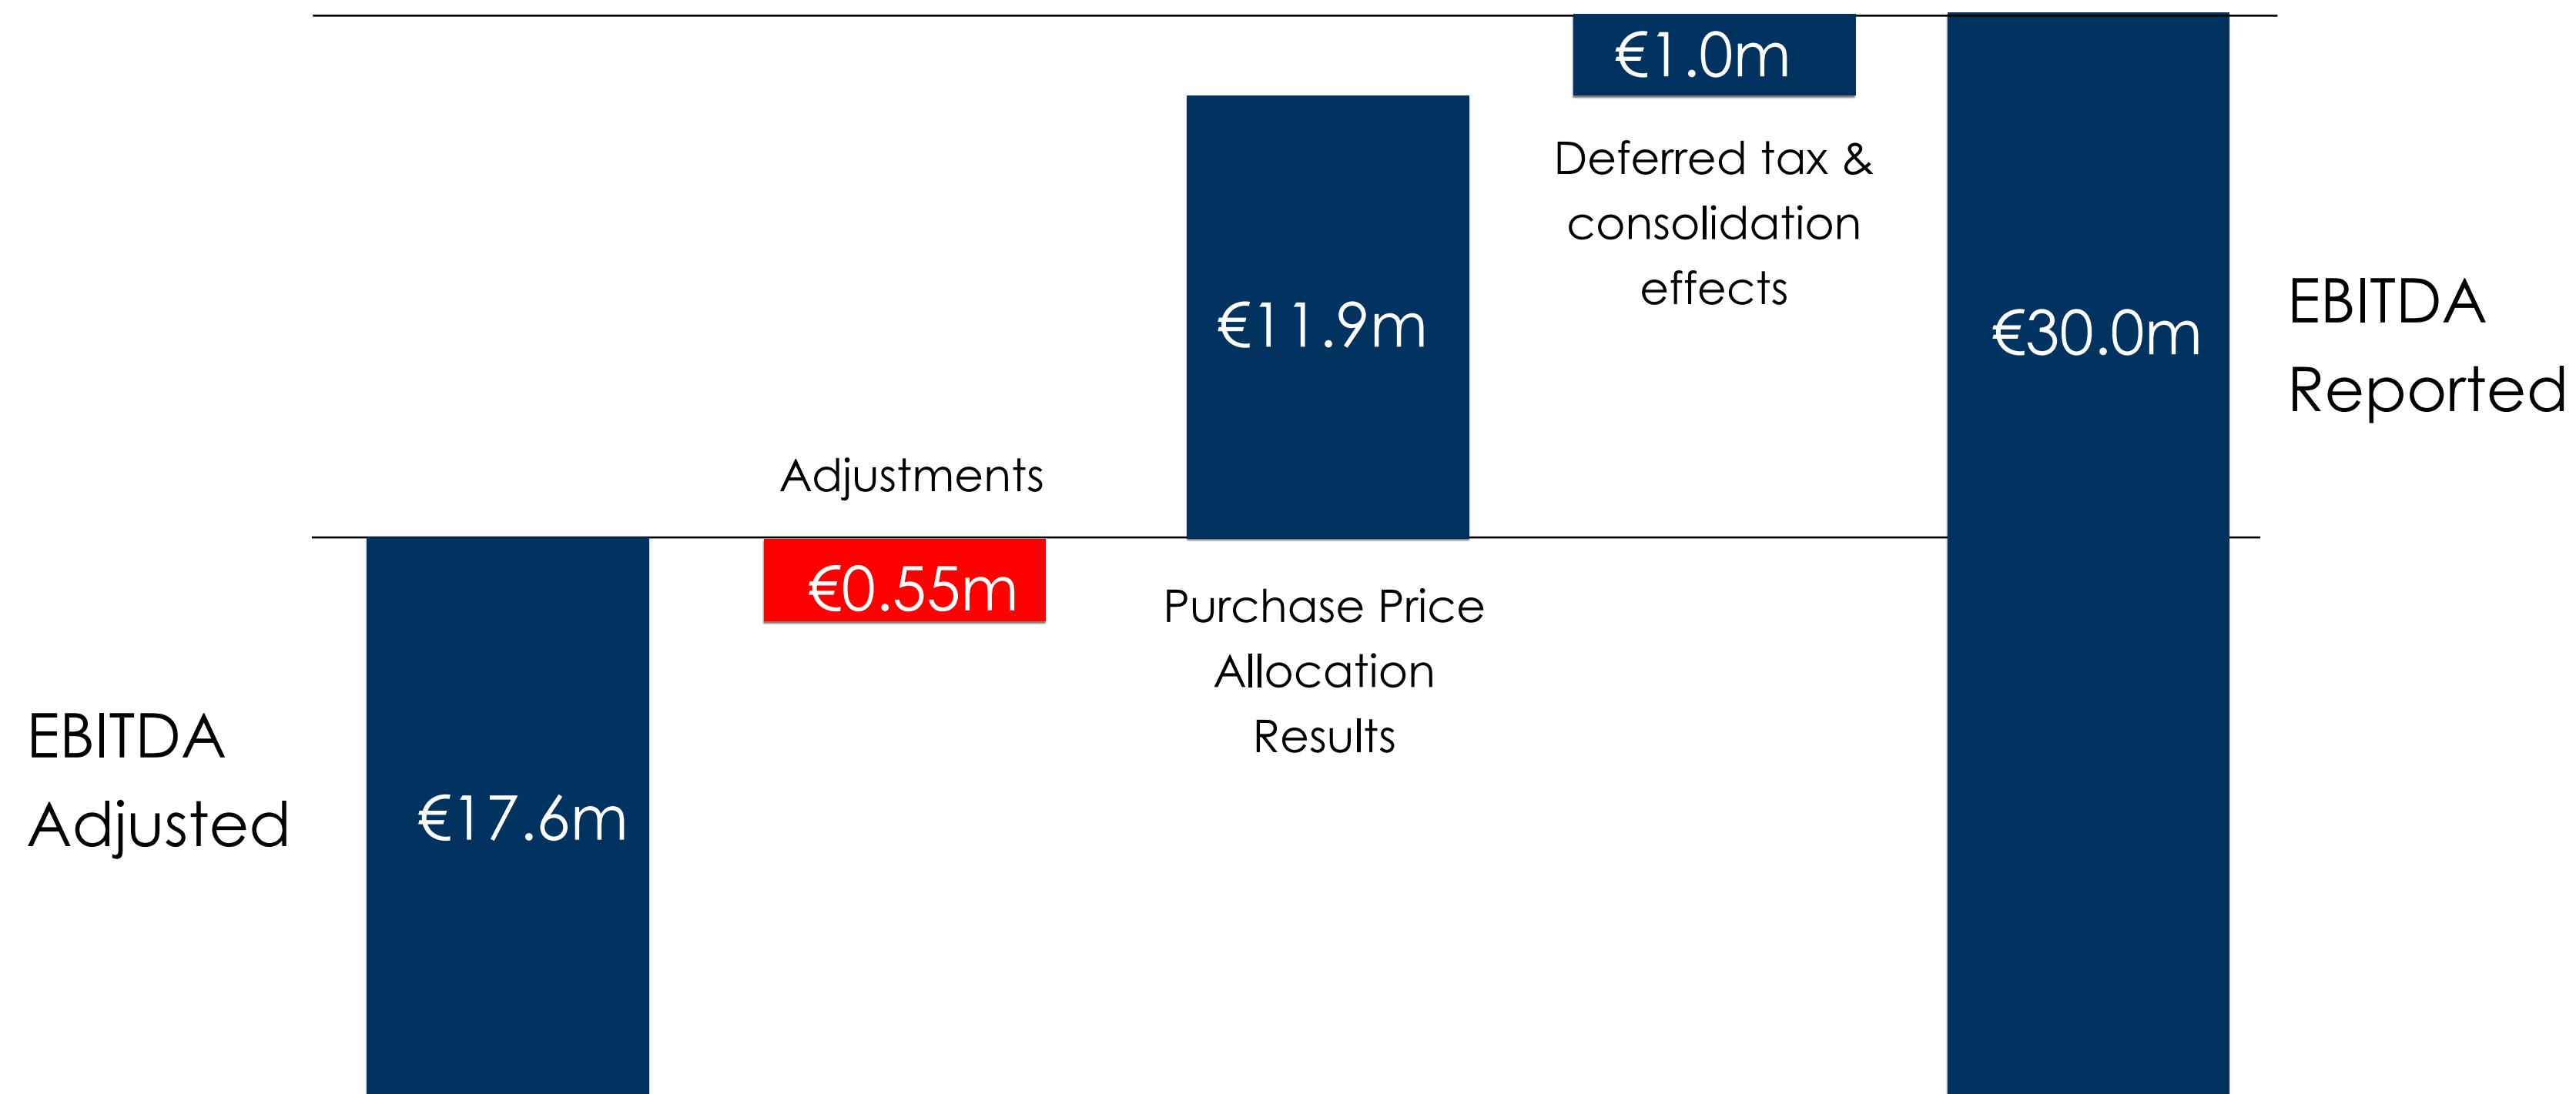 EBITDA
Adjusted
€17.6m
Adjustments
€0.55m
€11.9m
Purchase Price
Allocation
Results
€1.0m
Deferred tax &
consolidation
effects
€30.0m
EBITDA
Reported